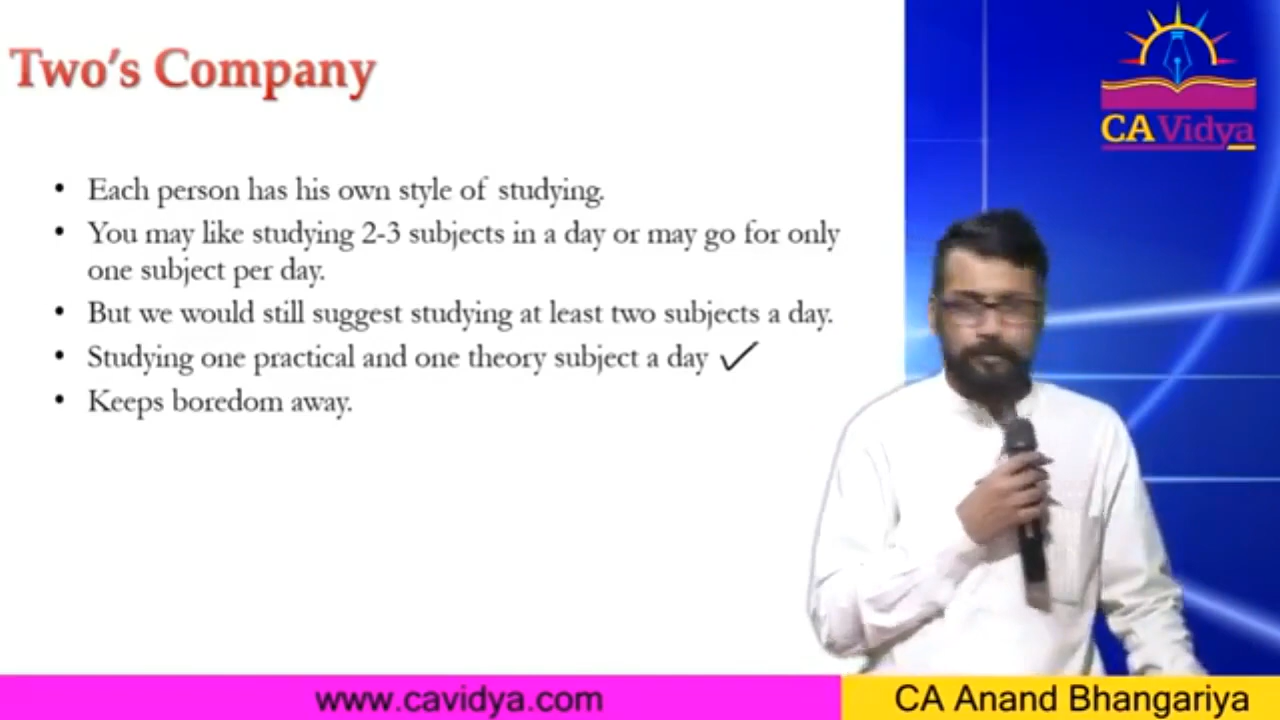 Two's Company
CA Vidya
• Each person has his own style of studying.
• You may like studying 2-3 subjects in a day or may go for only
one subject per day.
• But we would still suggest studying at least two subjects a day.
• Studying one practical and one theory subject a day ✓
• Keeps boredom away.
www.cavidya.com
CA Anand Bhangariya